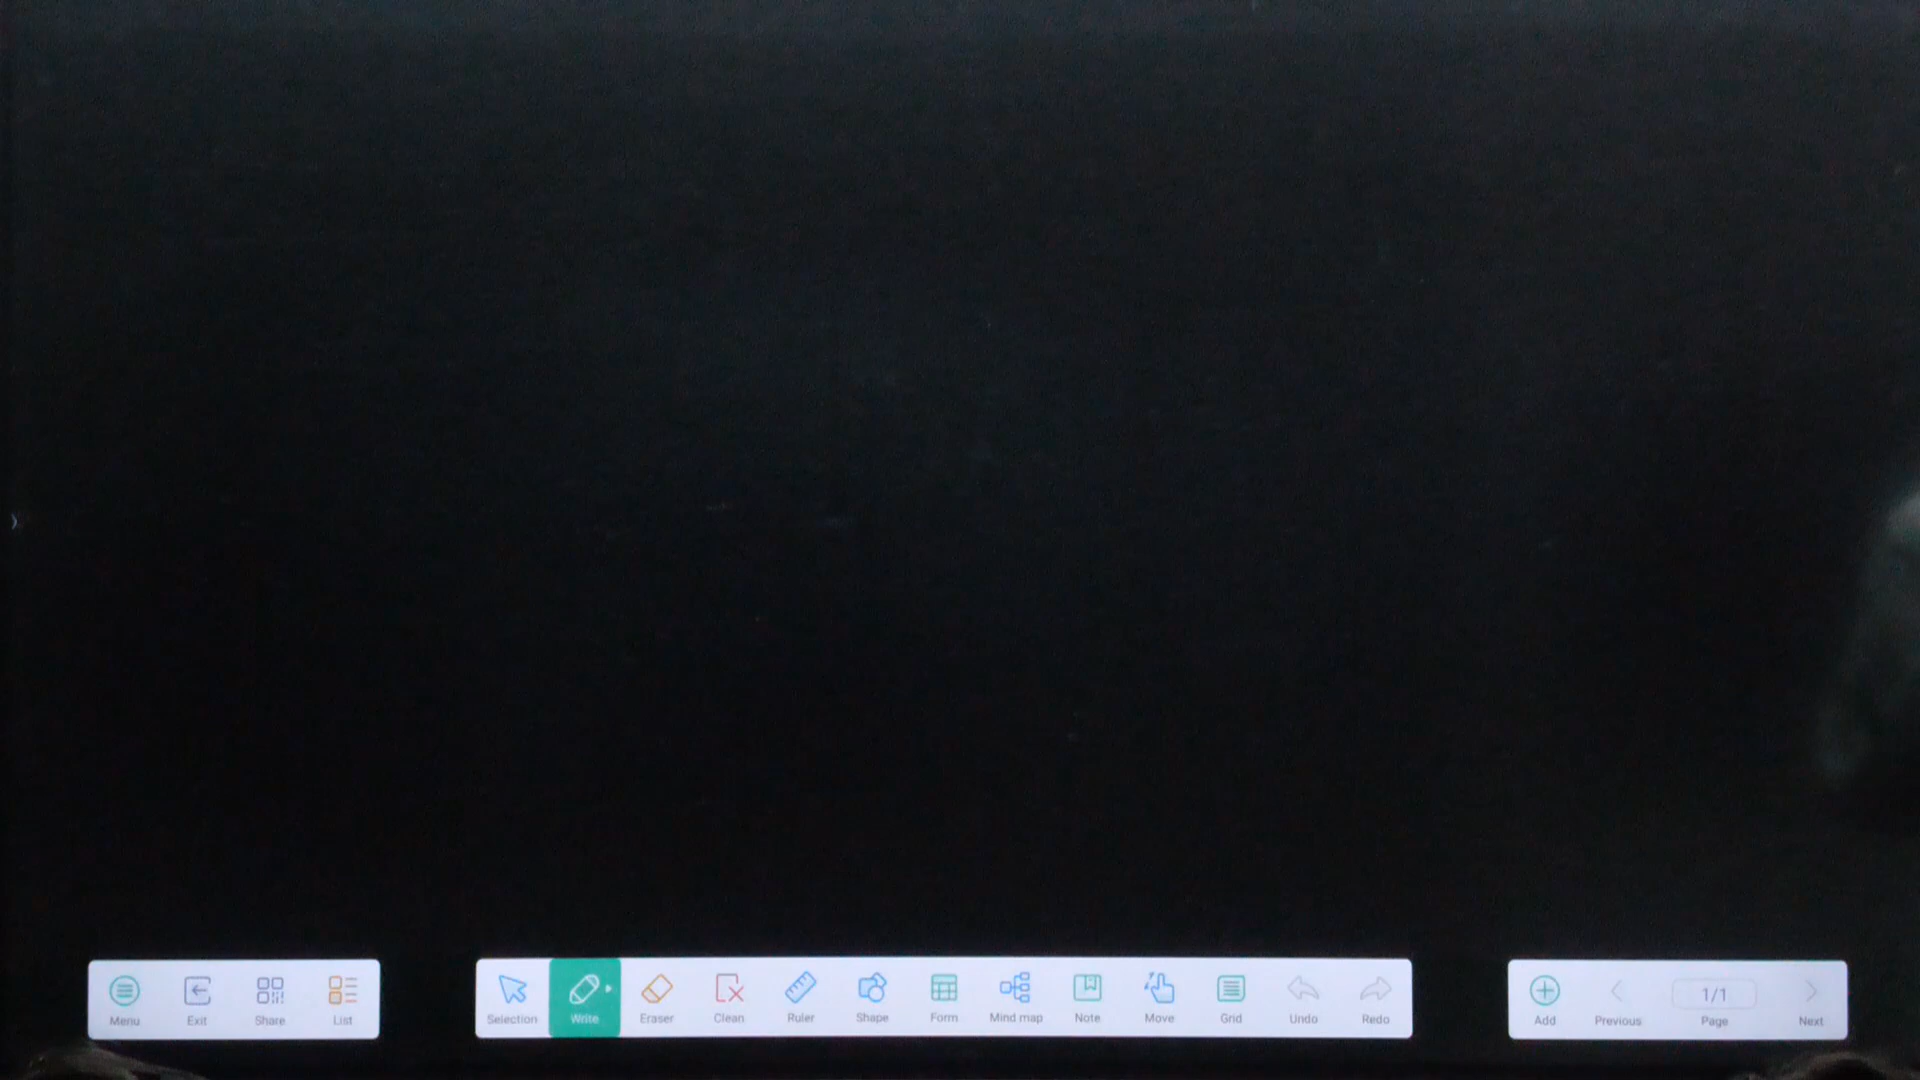 Menu Exit Share List
Selection Write Eraser Clean Ruler Shape Form Mind map Note Move Grid Undo Redo
1/1
Add Previous Page Next